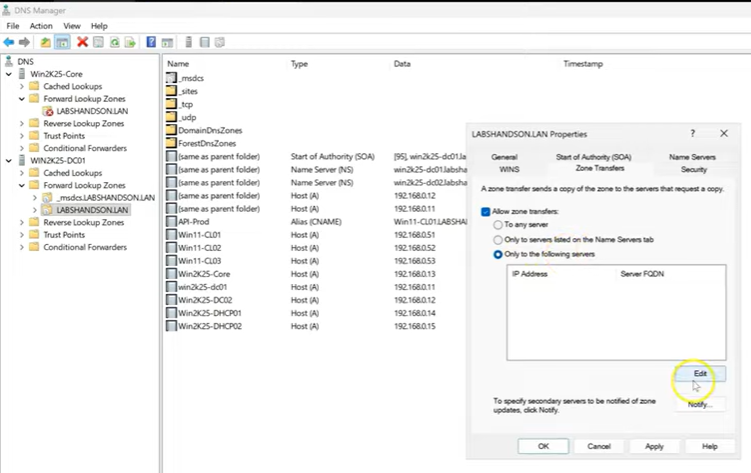 DNS Manager
File Action View Help
DNS
Win2K25-Core
Cached Lookups
Forward Lookup Zones
LABSHANDSON.LAN
Reverse Lookup Zones
Trust Points
Conditional Forwarders
WIN2K25-DC01
Cached Lookups
Forward Lookup Zones
_msdcs.LABSHANDSON.LAN
LABSHANDSON.LAN
Reverse Lookup Zones
Trust Points
Conditional Forwarders
Name Type Data Timestamp
_msdcs
_sites
_tcp
_udp
DomainDnsZones
ForestDnsZones
(same as parent folder) Start of Authority (SOA) [95], win2k25-dc01.la
(same as parent folder) Name Server (NS) win2k25-dc01.labsh
(same as parent folder) Name Server (NS) win2k25-dc02.labsh
(same as parent folder) Host (A) 192.168.0.12
(same as parent folder) Host (A) 192.168.0.11
API-Prod Alias (CNAME) Win11-CL01.LABSH
Win11-CL01 Host (A) 192.168.0.51
Win11-CL02 Host (A) 192.168.0.52
Win11-CL03 Host (A) 192.168.0.53
Win2K25-Core Host (A) 192.168.0.13
win2k25-dc01 Host (A) 192.168.0.11
Win2K25-DC02 Host (A) 192.168.0.12
Win2K25-DHCP01 Host (A) 192.168.0.14
Win2K25-DHCP02 Host (A) 192.168.0.15
LABSHANDSON.LAN Properties
General Start of Authority (SOA) Name Servers
WINS Zone Transfers Security
A zone transfer sends a copy of the zone to the servers that request a copy.
Allow zone transfers:
To any server
Only to servers listed on the Name Servers tab
Only to the following servers
IP Address Server FQDN
Edit
To specify secondary servers to be notified of zone
updates, click Notify.
Notify...
OK Cancel Apply Help